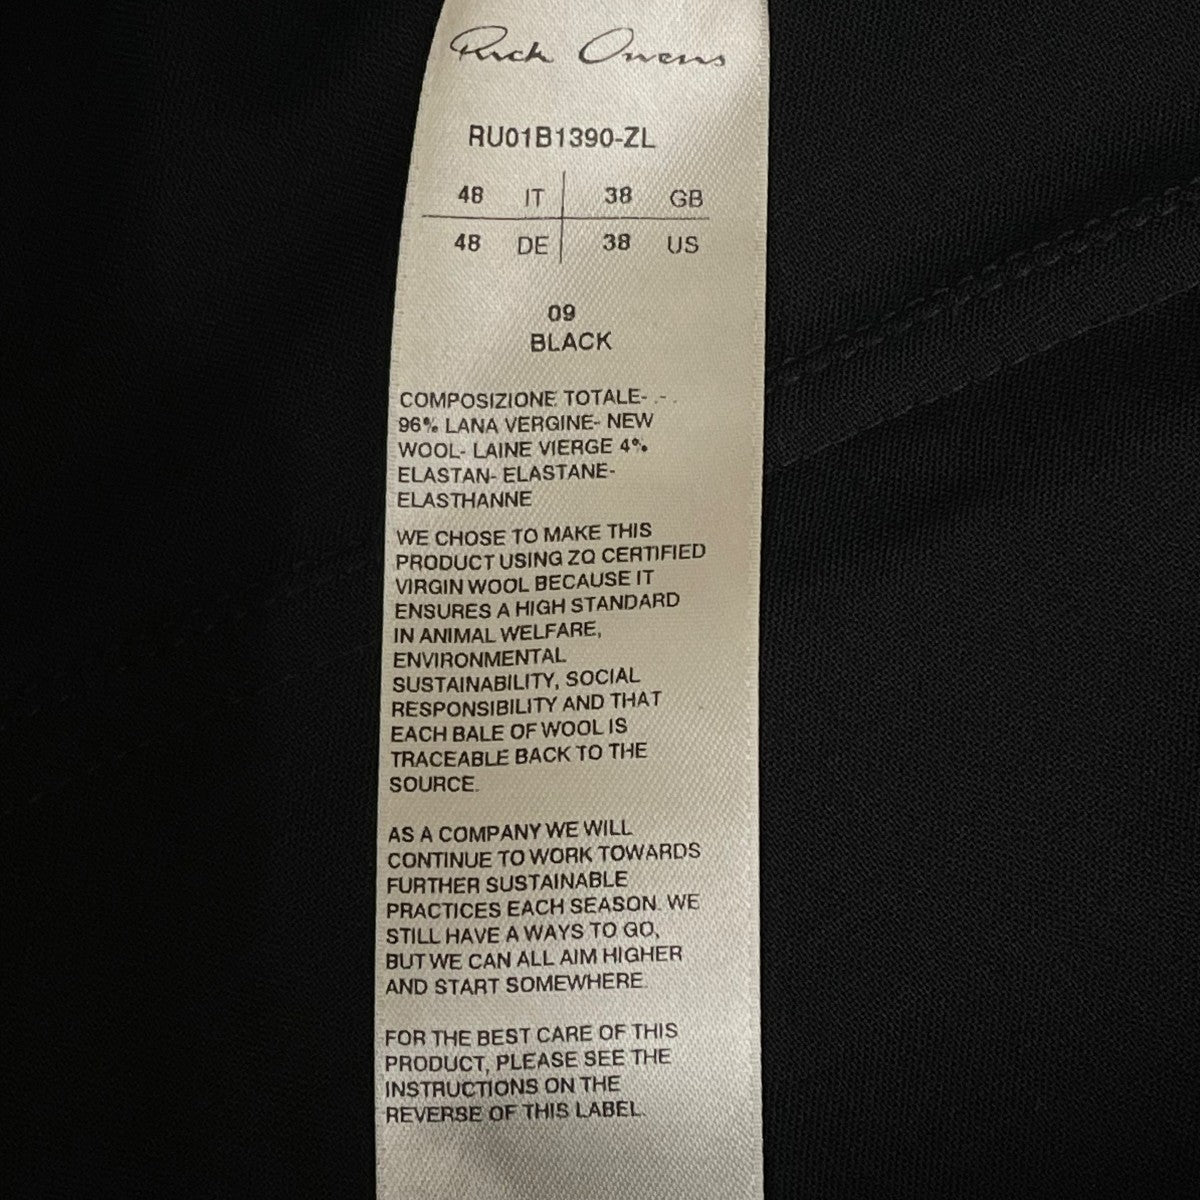 Rick Owens
RU01B1390-ZL
48 IT 38 GB
48 DE 38 US
09
BLACK
COMPOSIZIONE TOTALE- .- .
96% LANA VERGINE- NEW
WOOL- LAINE VIERGE 4%
ELASTAN- ELASTANE-
ELASTHANNE
WE CHOSE TO MAKE THIS
PRODUCT USING ZQ CERTIFIED
VIRGIN WOOL BECAUSE IT
ENSURES A HIGH STANDARD
IN ANIMAL WELFARE,
ENVIRONMENTAL
SUSTAINABILITY, SOCIAL
RESPONSIBILITY AND THAT
EACH BALE OF WOOL IS
TRACEABLE BACK TO THE
SOURCE.
AS A COMPANY WE WILL
CONTINUE TO WORK TOWARDS
FURTHER SUSTAINABLE
PRACTICES EACH SEASON. WE
STILL HAVE A WAYS TO GO,
BUT WE CAN ALL AIM HIGHER
AND START SOMEWHERE.
FOR THE BEST CARE OF THIS
PRODUCT, PLEASE SEE THE
INSTRUCTIONS ON THE
REVERSE OF THIS LABEL.